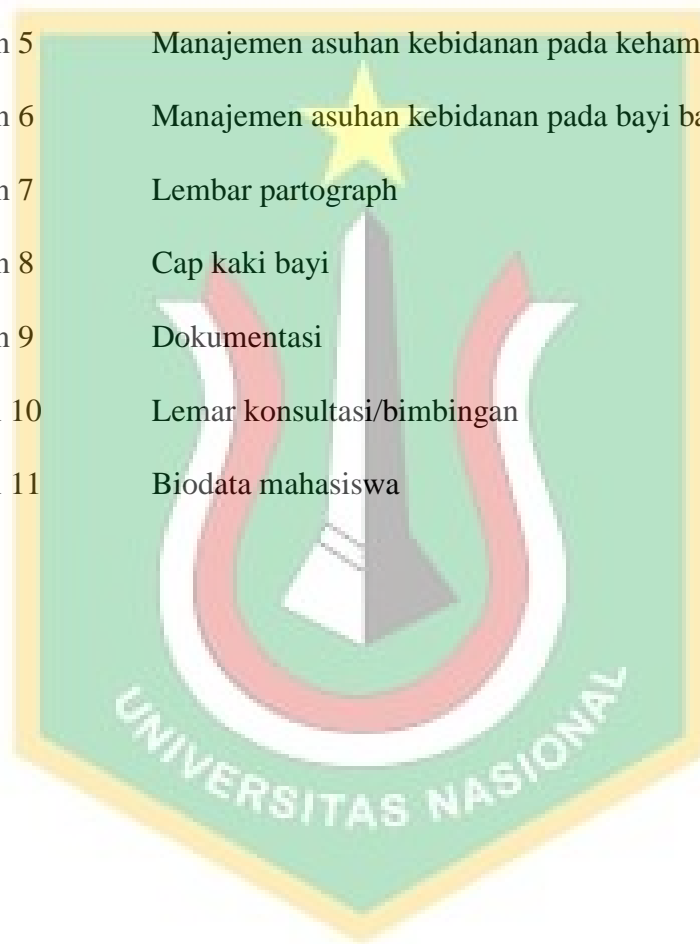 n 5 Manajemen asuhan kebidanan pada keham
n 6 Manajemen asuhan kebidanan pada bayi ba
n 7 Lembar partograph
n 8 Cap kaki bayi
n 9 Dokumentasi
10 Lemar konsultasi/bimbingan
11 Biodata mahasiswa
UNIVERSITAS NASIONAL